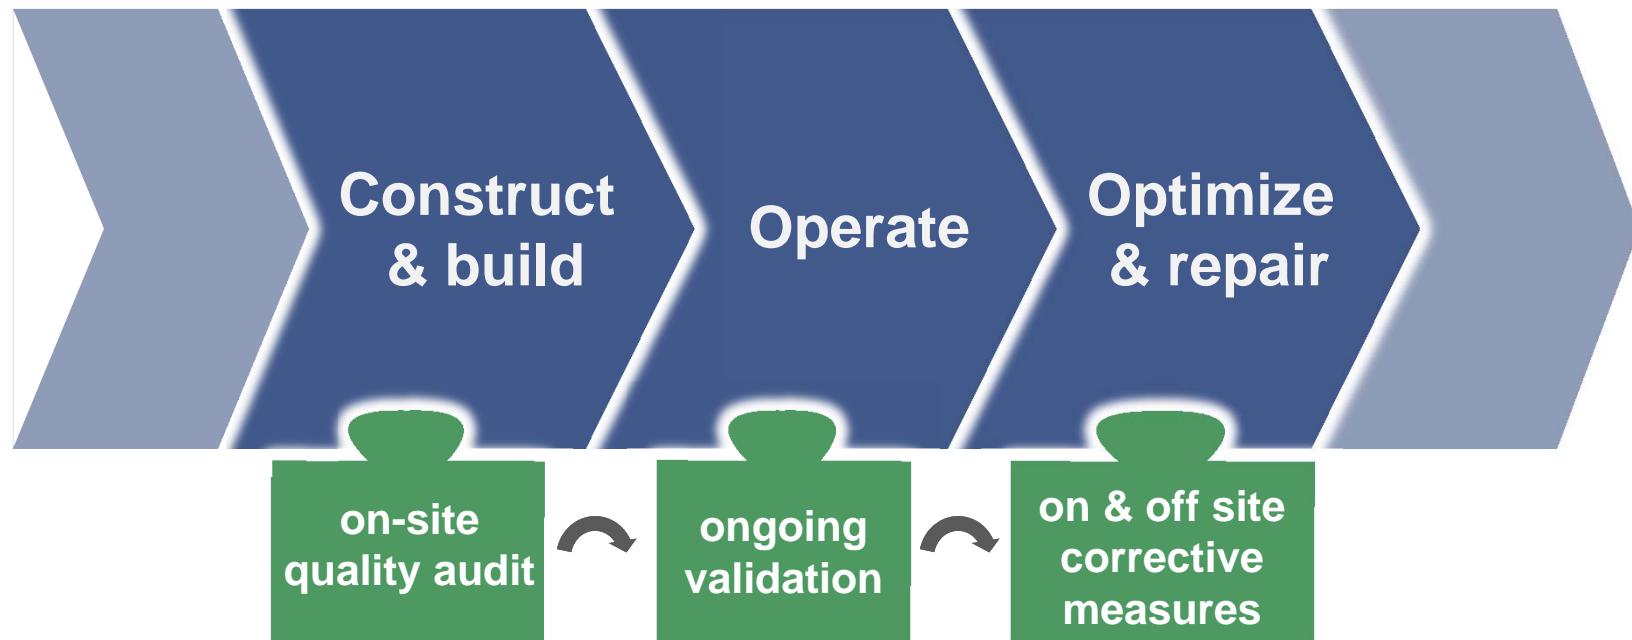 Construct
& build
Operate
Optimize
& repair
on-site
quality audit
ongoing
validation
on & off site
corrective
measures